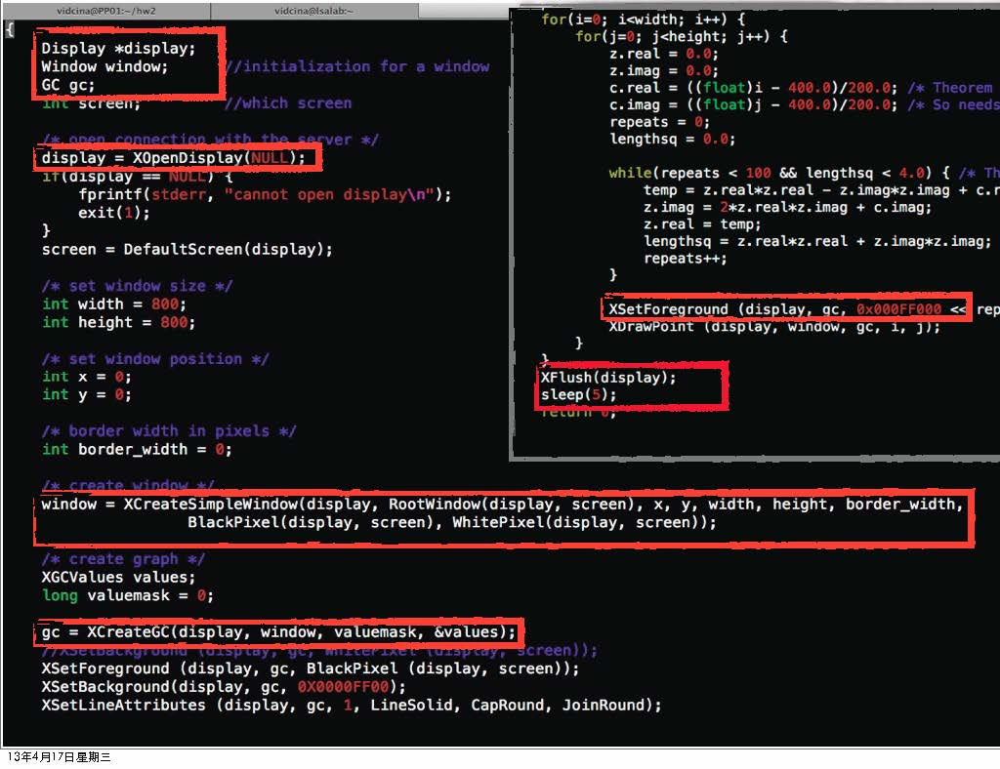 vidcina@PP01:~/hw2
vidcina@lsalab:~
{
Display *display;
Window window; //initialization for a window
GC gc;
int screen; //which screen
/* open connection with the server */
display = XOpenDisplay(NULL);
if(display == NULL) {
fprintf(stderr, "cannot open display\n");
exit(1);
}
screen = DefaultScreen(display);
/* set window size */
int width = 800;
int height = 800;
/* set window position */
int x = 0;
int y = 0;
/* border width in pixels */
int border_width = 0;
/* create window */
window = XCreateSimpleWindow(display, RootWindow(display, screen), x, y, width, height, border_width,
BlackPixel(display, screen), WhitePixel(display, screen));
/* create graph */
XGCValues values;
long valuemask = 0;
gc = XCreateGC(display, window, valuemask, &values);
//XSetBackground (display, gc, WhitePixel (display, screen));
XSetForeground (display, gc, BlackPixel (display, screen));
XSetBackground(display, gc, 0X0000FF00);
XSetLineAttributes (display, gc, 1, LineSolid, CapRound, JoinRound);
for(i=0; i<width; i++) {
for(j=0; j<height; j++) {
z.real = 0.0;
z.imag = 0.0;
c.real = ((float)i - 400.0)/200.0; /* Theorem
c.imag = ((float)j - 400.0)/200.0; /* So needs
repeats = 0;
lengthsq = 0.0;
while(repeats < 100 && lengthsq < 4.0) { /* Th
temp = z.real*z.real - z.imag*z.imag + c.r
z.imag = 2*z.real*z.imag + c.imag;
z.real = temp;
lengthsq = z.real*z.real + z.imag*z.imag;
repeats++;
}
XSetForeground (display, gc, 0x000FF000 << rep
XDrawPoint (display, window, gc, i, j);
}
}
XFlush(display);
sleep(5);
return 0;
13年4月17日星期三